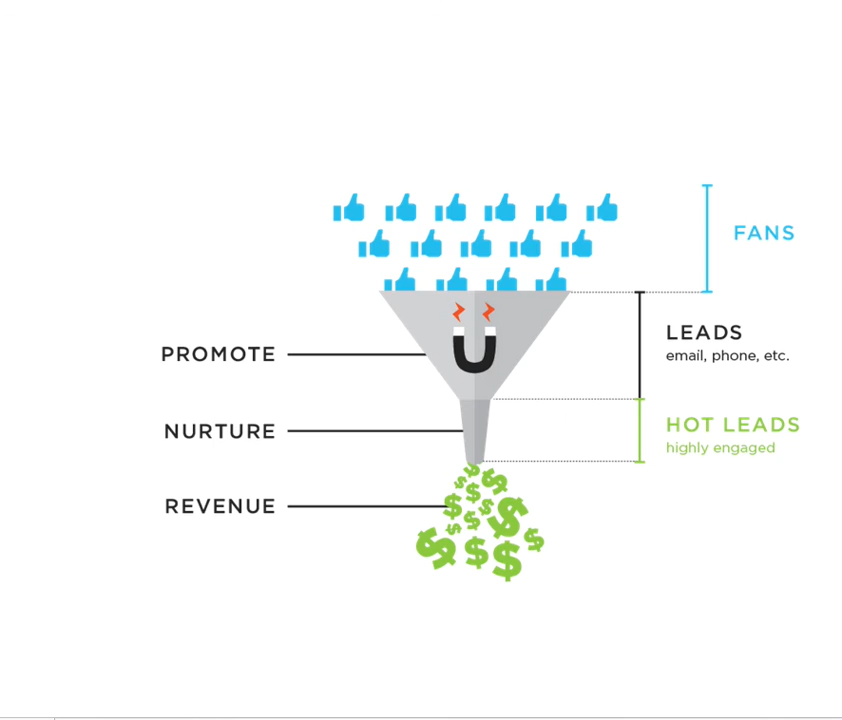 FANS
LEADS
email, phone, etc.
PROMOTE
HOT LEADS
highly engaged
NURTURE
REVENUE